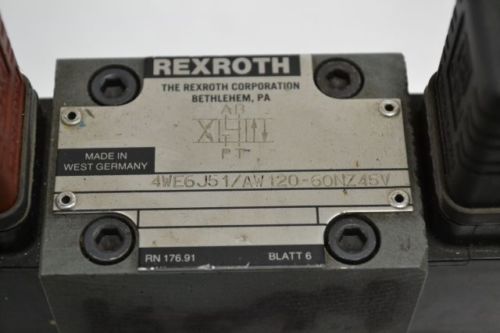 REXROTH
THE REXROTH CORPORATION
BETHLEHEM, PA
AB
PT
MADE IN
WEST GERMANY
4WE6J51/AW120-60NZ45V
RN 176.91 BLATT 6